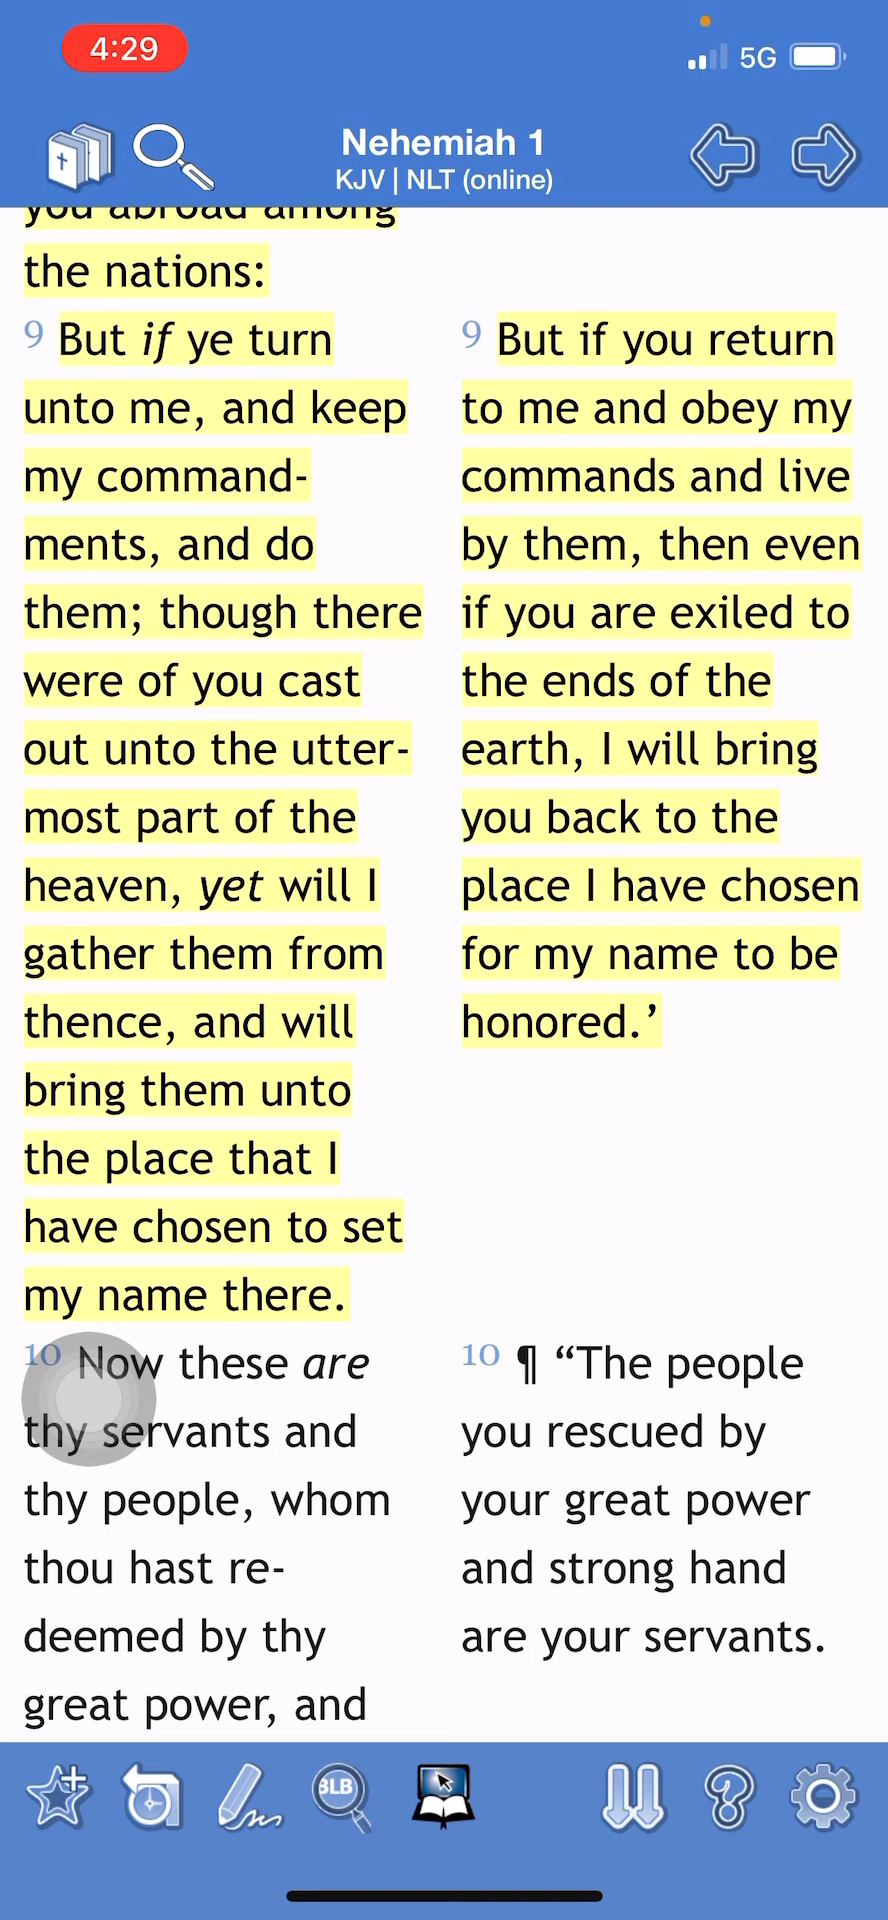 4:29
5G
Nehemiah 1
KJV | NLT (online)
you abroad among
the nations:
9 But if ye turn
unto me, and keep
my command-
ments, and do
them; though there
were of you cast
out unto the utter-
most part of the
heaven, yet will I
gather them from
thence, and will
bring them unto
the place that I
have chosen to set
my name there.
10 Now these are
thy servants and
thy people, whom
thou hast re-
deemed by thy
great power, and
9 But if you return
to me and obey my
commands and live
by them, then even
if you are exiled to
the ends of the
earth, I will bring
you back to the
place I have chosen
for my name to be
honored.’
10 ¶ “The people
you rescued by
your great power
and strong hand
are your servants.
BLB